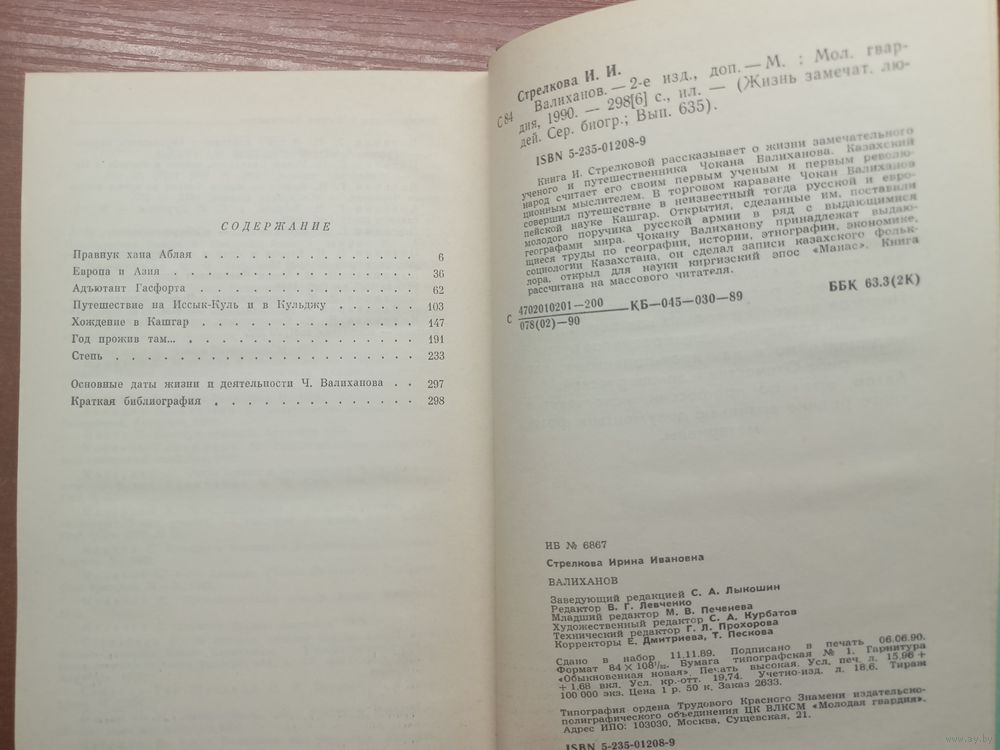 СОДЕРЖАНИЕ
Правнук хана Аблая . . . . . . . . . . . . . . 6
Европа и Азия . . . . . . . . . . . . . . . . 36
Адъютант Гасфорта . . . . . . . . . . . . . . 62
Путешествие на Иссык-Куль и в Кульджу . . . . . . 103
Хождение в Кашгар . . . . . . . . . . . . . . 147
Год прожив там... . . . . . . . . . . . . . . 191
Степь . . . . . . . . . . . . . . . . . . 233
Основные даты жизни и деятельности Ч. Валиханова . . 297
Краткая библиография . . . . . . . . . . . . . 298
Стрелкова И. И.
С 84 Валиханов. — 2-е изд., доп. — М. : Мол. гвар-
дия, 1990. — 298[6] с., ил. — (Жизнь замечат. лю-
дей. Сер. биогр.; Вып. 635).
ISBN 5-235-01208-9
Книга И. Стрелковой рассказывает о жизни замечательного
ученого и путешественника Чокана Валиханова. Казахский
народ считает его своим первым ученым и первым револю-
ционным мыслителем. В торговом караване Чокан Валиханов
совершил путешествие в неизвестный тогда русской и евро-
пейской науке Кашгар. Открытия, сделанные им, поставили
молодого поручика русской армии в ряд с выдающимися
географами мира. Чокану Валиханову принадлежат выдаю-
щиеся труды по географии, истории, этнографии, экономике,
социологии Казахстана, он сделал записи казахского фольк-
лора, открыл для науки киргизский эпос «Манас». Книга
рассчитана на массового читателя.
С 4702010201—200
078(02)—90 КБ—045—030—89
ББК 63.3(2К)
ИБ № 6867
Стрелкова Ирина Ивановна
ВАЛИХАНОВ
Заведующий редакцией С. А. Лыкошин
Редактор В. Г. Левченко
Младший редактор М. В. Печенева
Художественный редактор С. А. Курбатов
Технический редактор Г. Л. Прохорова
Корректоры Е. Дмитриева, Т. Пескова
Сдано в набор 11.11.89. Подписано в печать 06.06.90.
Формат 84 × 108¹/₃₂. Бумага типографская № 1. Гарнитура
«Обыкновенная новая». Печать высокая. Усл. печ. л. 15,96 +
+ 1,68 вкл. Усл. кр.-отт. 19,74. Учетно-изд. л. 18,6. Тираж
100 000 экз. Цена 1 р. 50 к. Заказ 2633.
Типография ордена Трудового Красного Знамени издательско-
полиграфического объединения ЦК ВЛКСМ «Молодая гвардия».
Адрес ИПО: 103030, Москва, Сущевская, 21.
ISBN 5-235-01208-9
www.ay.by